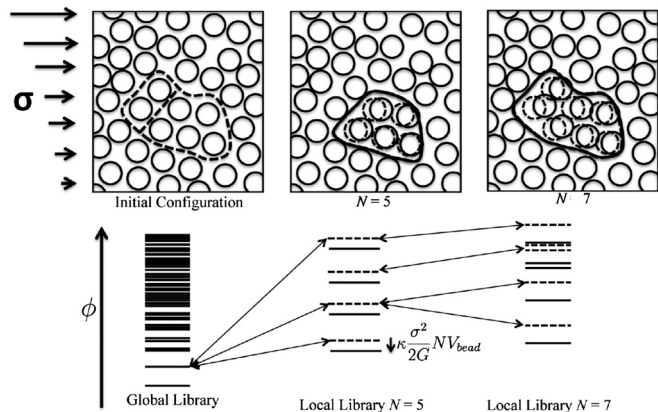 σ
Initial Configuration
N = 5
N 7
ϕ
κ σ²/2G NV_bead
Global Library
Local Library N = 5
Local Library N = 7